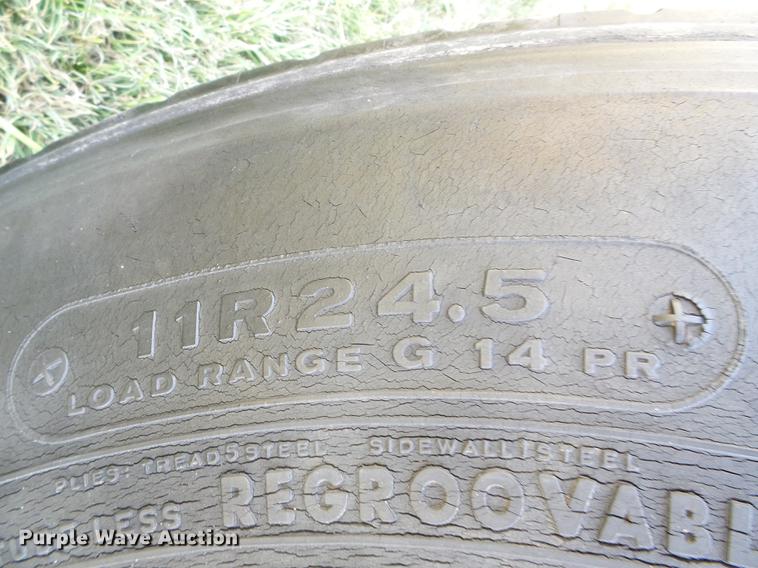 11R24.5
LOAD RANGE G 14 PR
PLIES: TREAD 5 STEEL SIDEWALL 1 STEEL
REGROOVABL
Purple Wave Auction